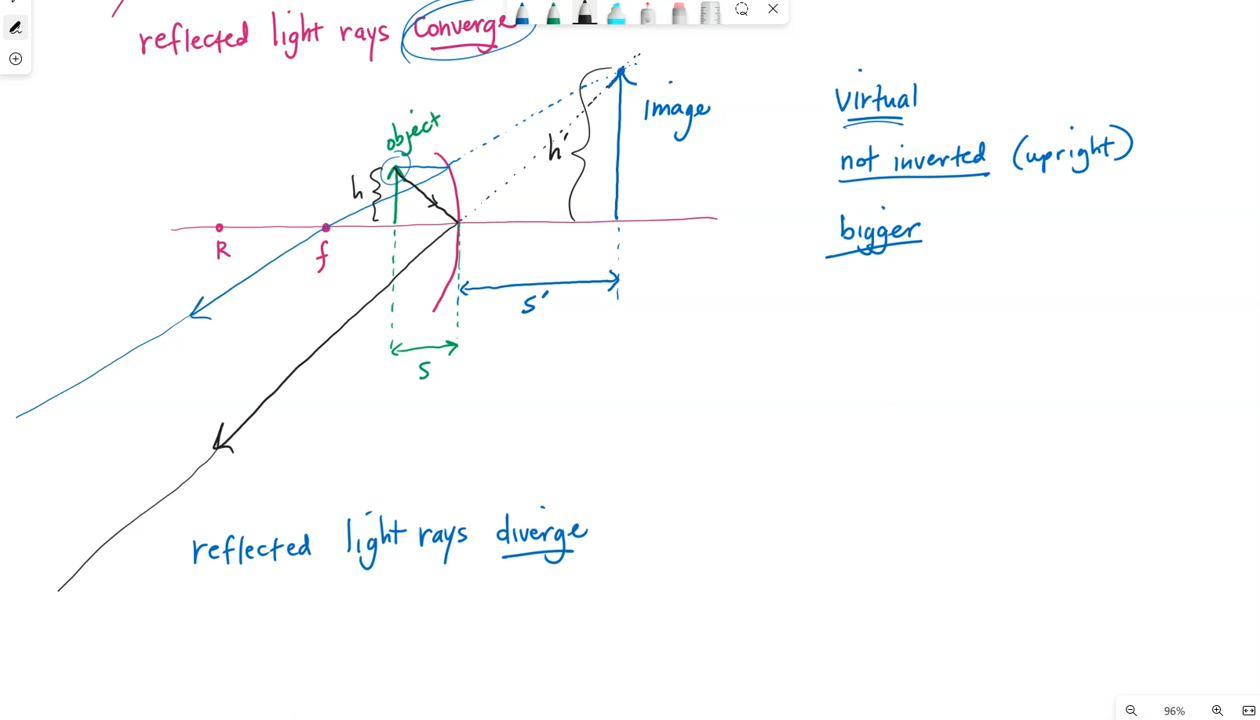 reflected light rays Converge
object
Image
h'
h
R
f
s'
s
virtual
not inverted (upright)
bigger
reflected light rays diverge
96%